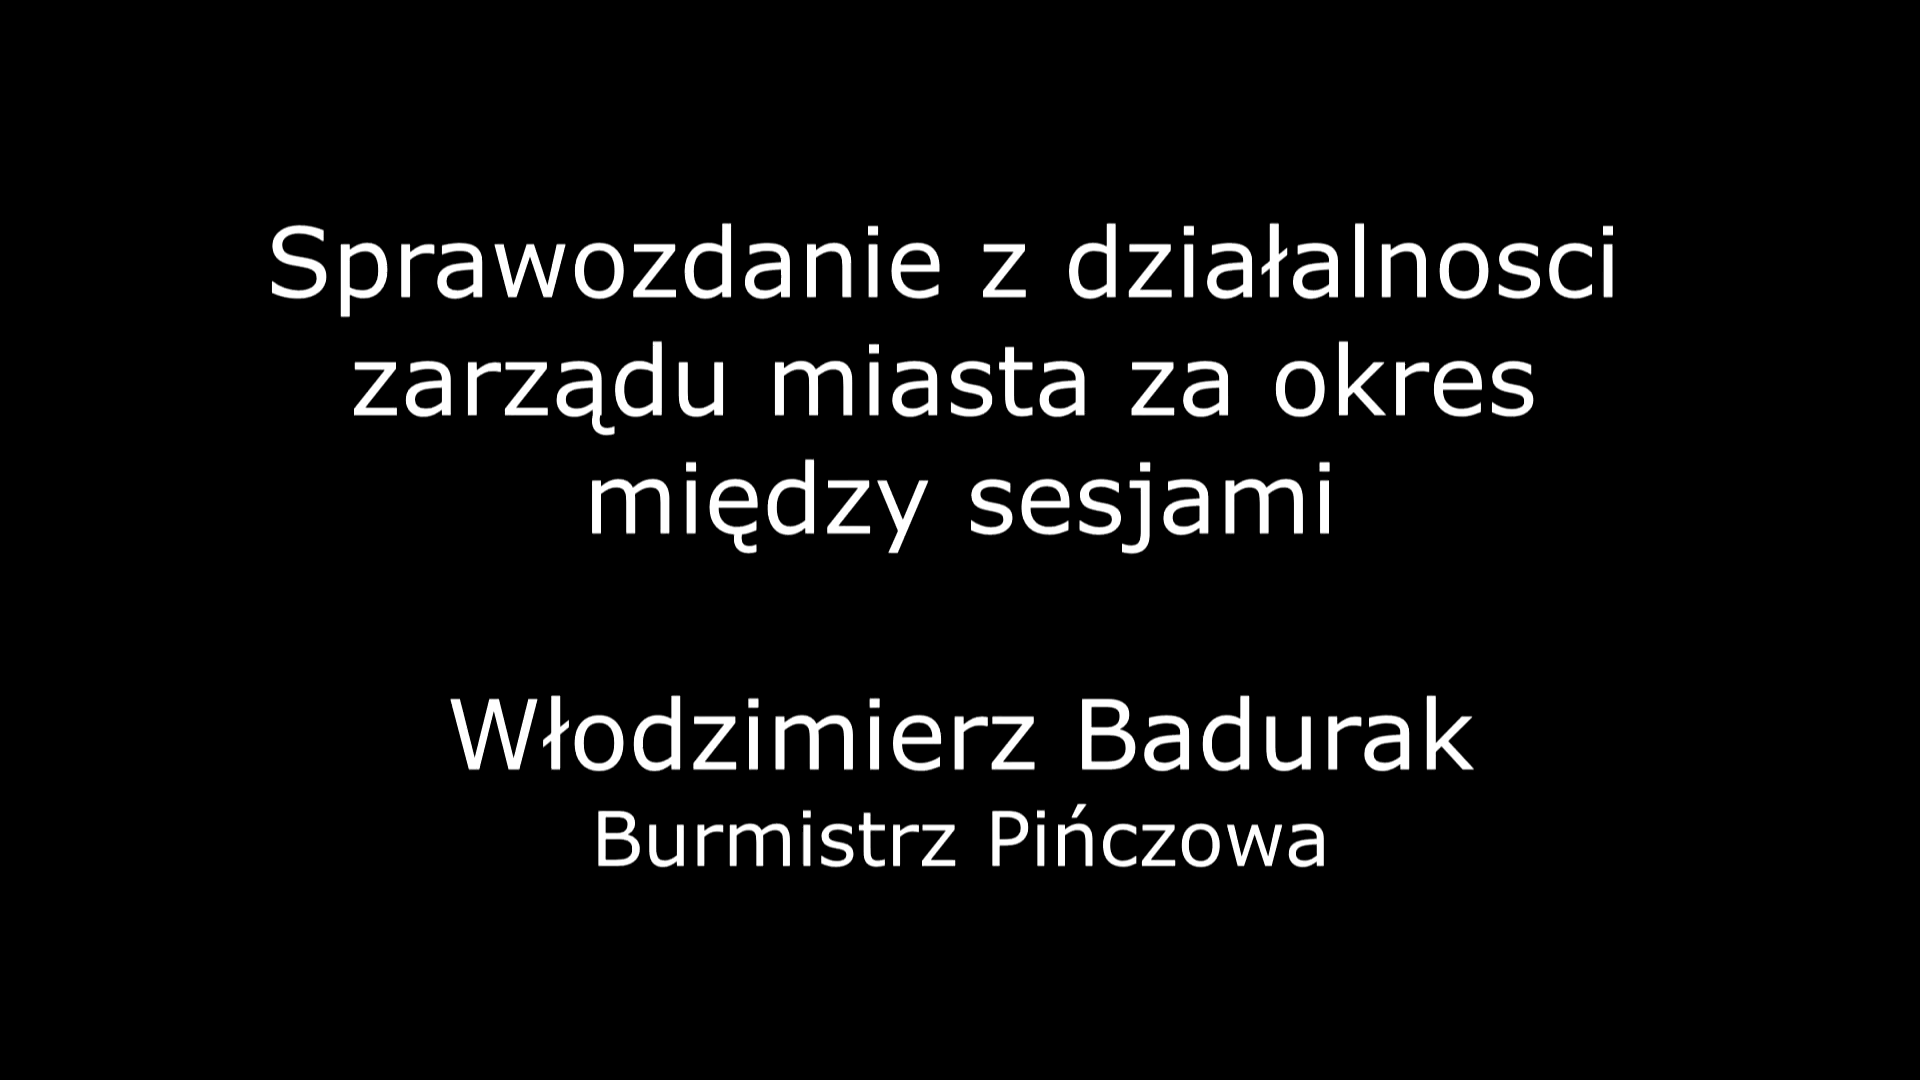 Sprawozdanie z działalnosci
zarządu miasta za okres
między sesjami
Włodzimierz Badurak
Burmistrz Pińczowa